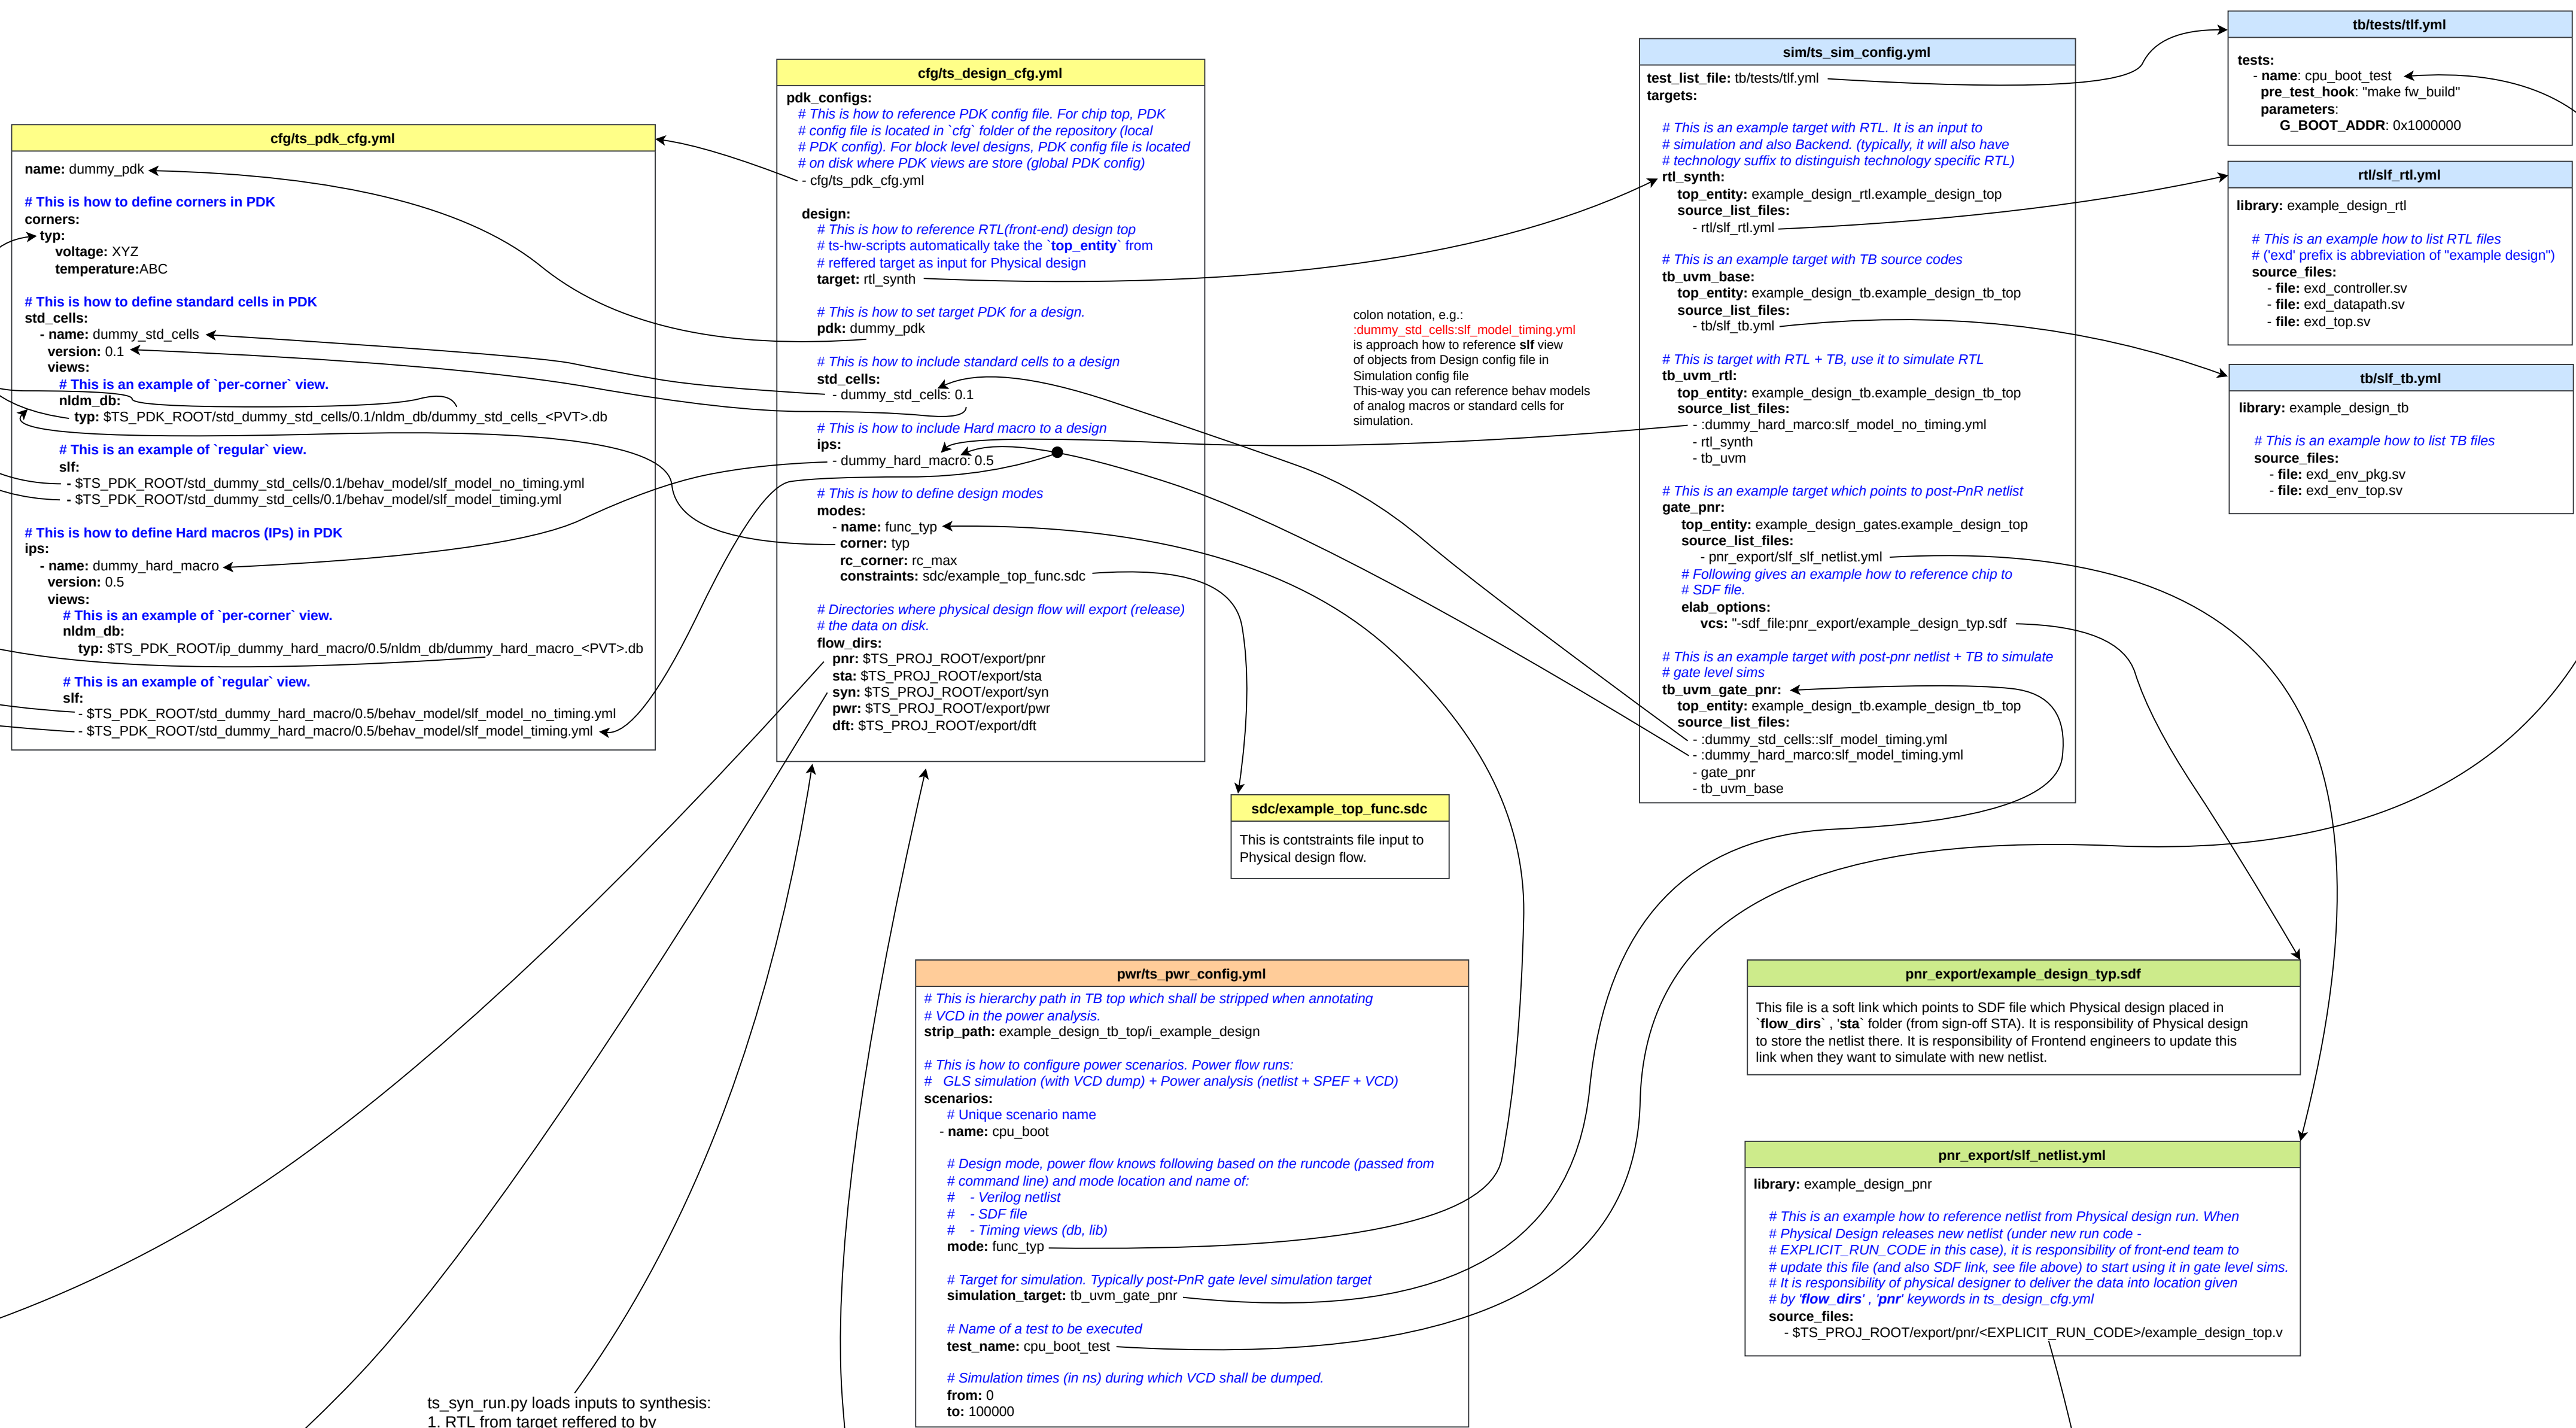 cfg/ts_pdk_cfg.yml
name: dummy_pdk
# This is how to define corners in PDK
corners:
typ:
voltage: XYZ
temperature:ABC
# This is how to define standard cells in PDK
std_cells:
- name: dummy_std_cells
version: 0.1
views:
# This is an example of `per-corner` view.
nldm_db:
typ: $TS_PDK_ROOT/std_dummy_std_cells/0.1/nldm_db/dummy_std_cells_<PVT>.db
# This is an example of `regular` view.
slf:
- $TS_PDK_ROOT/std_dummy_std_cells/0.1/behav_model/slf_model_no_timing.yml
- $TS_PDK_ROOT/std_dummy_std_cells/0.1/behav_model/slf_model_timing.yml
# This is how to define Hard macros (IPs) in PDK
ips:
- name: dummy_hard_macro
version: 0.5
views:
# This is an example of `per-corner` view.
nldm_db:
typ: $TS_PDK_ROOT/ip_dummy_hard_macro/0.5/nldm_db/dummy_hard_macro_<PVT>.db
# This is an example of `regular` view.
slf:
- $TS_PDK_ROOT/std_dummy_hard_macro/0.5/behav_model/slf_model_no_timing.yml
- $TS_PDK_ROOT/std_dummy_hard_macro/0.5/behav_model/slf_model_timing.yml
cfg/ts_design_cfg.yml
pdk_configs:
# This is how to reference PDK config file. For chip top, PDK
# config file is located in `cfg` folder of the repository (local
# PDK config). For block level designs, PDK config file is located
# on disk where PDK views are store (global PDK config)
- cfg/ts_pdk_cfg.yml
design:
# This is how to reference RTL(front-end) design top
# ts-hw-scripts automatically take the `top_entity` from
# reffered target as input for Physical design
target: rtl_synth
# This is how to set target PDK for a design.
pdk: dummy_pdk
# This is how to include standard cells to a design
std_cells:
- dummy_std_cells: 0.1
# This is how to include Hard macro to a design
ips:
- dummy_hard_macro: 0.5
# This is how to define design modes
modes:
- name: func_typ
corner: typ
rc_corner: rc_max
constraints: sdc/example_top_func.sdc
# Directories where physical design flow will export (release)
# the data on disk.
flow_dirs:
pnr: $TS_PROJ_ROOT/export/pnr
sta: $TS_PROJ_ROOT/export/sta
syn: $TS_PROJ_ROOT/export/syn
pwr: $TS_PROJ_ROOT/export/pwr
dft: $TS_PROJ_ROOT/export/dft
colon notation, e.g.:
:dummy_std_cells:slf_model_timing.yml
is approach how to reference slf view
of objects from Design config file in
Simulation config file
This-way you can reference behav models
of analog macros or standard cells for
simulation.
sim/ts_sim_config.yml
test_list_file: tb/tests/tlf.yml
targets:
# This is an example target with RTL. It is an input to
# simulation and also Backend. (typically, it will also have
# technology suffix to distinguish technology specific RTL)
rtl_synth:
top_entity: example_design_rtl.example_design_top
source_list_files:
- rtl/slf_rtl.yml
# This is an example target with TB source codes
tb_uvm_base:
top_entity: example_design_tb.example_design_tb_top
source_list_files:
- tb/slf_tb.yml
# This is target with RTL + TB, use it to simulate RTL
tb_uvm_rtl:
top_entity: example_design_tb.example_design_tb_top
source_list_files:
- :dummy_hard_marco:slf_model_no_timing.yml
- rtl_synth
- tb_uvm
# This is an example target which points to post-PnR netlist
gate_pnr:
top_entity: example_design_gates.example_design_top
source_list_files:
- pnr_export/slf_slf_netlist.yml
# Following gives an example how to reference chip to
# SDF file.
elab_options:
vcs: "-sdf_file:pnr_export/example_design_typ.sdf
# This is an example target with post-pnr netlist + TB to simulate
# gate level sims
tb_uvm_gate_pnr:
top_entity: example_design_tb.example_design_tb_top
source_list_files:
- :dummy_std_cells::slf_model_timing.yml
- :dummy_hard_marco:slf_model_timing.yml
- gate_pnr
- tb_uvm_base
tb/tests/tlf.yml
tests:
- name: cpu_boot_test
pre_test_hook: "make fw_build"
parameters:
G_BOOT_ADDR: 0x1000000
rtl/slf_rtl.yml
library: example_design_rtl
# This is an example how to list RTL files
# ('exd' prefix is abbreviation of "example design")
source_files:
- file: exd_controller.sv
- file: exd_datapath.sv
- file: exd_top.sv
tb/slf_tb.yml
library: example_design_tb
# This is an example how to list TB files
source_files:
- file: exd_env_pkg.sv
- file: exd_env_top.sv
sdc/example_top_func.sdc
This is contstraints file input to
Physical design flow.
pwr/ts_pwr_config.yml
# This is hierarchy path in TB top which shall be stripped when annotating
# VCD in the power analysis.
strip_path: example_design_tb_top/i_example_design
# This is how to configure power scenarios. Power flow runs:
# GLS simulation (with VCD dump) + Power analysis (netlist + SPEF + VCD)
scenarios:
# Unique scenario name
- name: cpu_boot
# Design mode, power flow knows following based on the runcode (passed from
# command line) and mode location and name of:
# - Verilog netlist
# - SDF file
# - Timing views (db, lib)
mode: func_typ
# Target for simulation. Typically post-PnR gate level simulation target
simulation_target: tb_uvm_gate_pnr
# Name of a test to be executed
test_name: cpu_boot_test
# Simulation times (in ns) during which VCD shall be dumped.
from: 0
to: 100000
pnr_export/example_design_typ.sdf
This file is a soft link which points to SDF file which Physical design placed in
`flow_dirs` , 'sta` folder (from sign-off STA). It is responsibility of Physical design
to store the netlist there. It is responsibility of Frontend engineers to update this
link when they want to simulate with new netlist.
pnr_export/slf_netlist.yml
library: example_design_pnr
# This is an example how to reference netlist from Physical design run. When
# Physical Design releases new netlist (under new run code -
# EXPLICIT_RUN_CODE in this case), it is responsibility of front-end team to
# update this file (and also SDF link, see file above) to start using it in gate level sims.
# It is responsibility of physical designer to deliver the data into location given
# by 'flow_dirs' , 'pnr' keywords in ts_design_cfg.yml
source_files:
- $TS_PROJ_ROOT/export/pnr/<EXPLICIT_RUN_CODE>/example_design_top.v
ts_syn_run.py loads inputs to synthesis:
1. RTL from target reffered to by